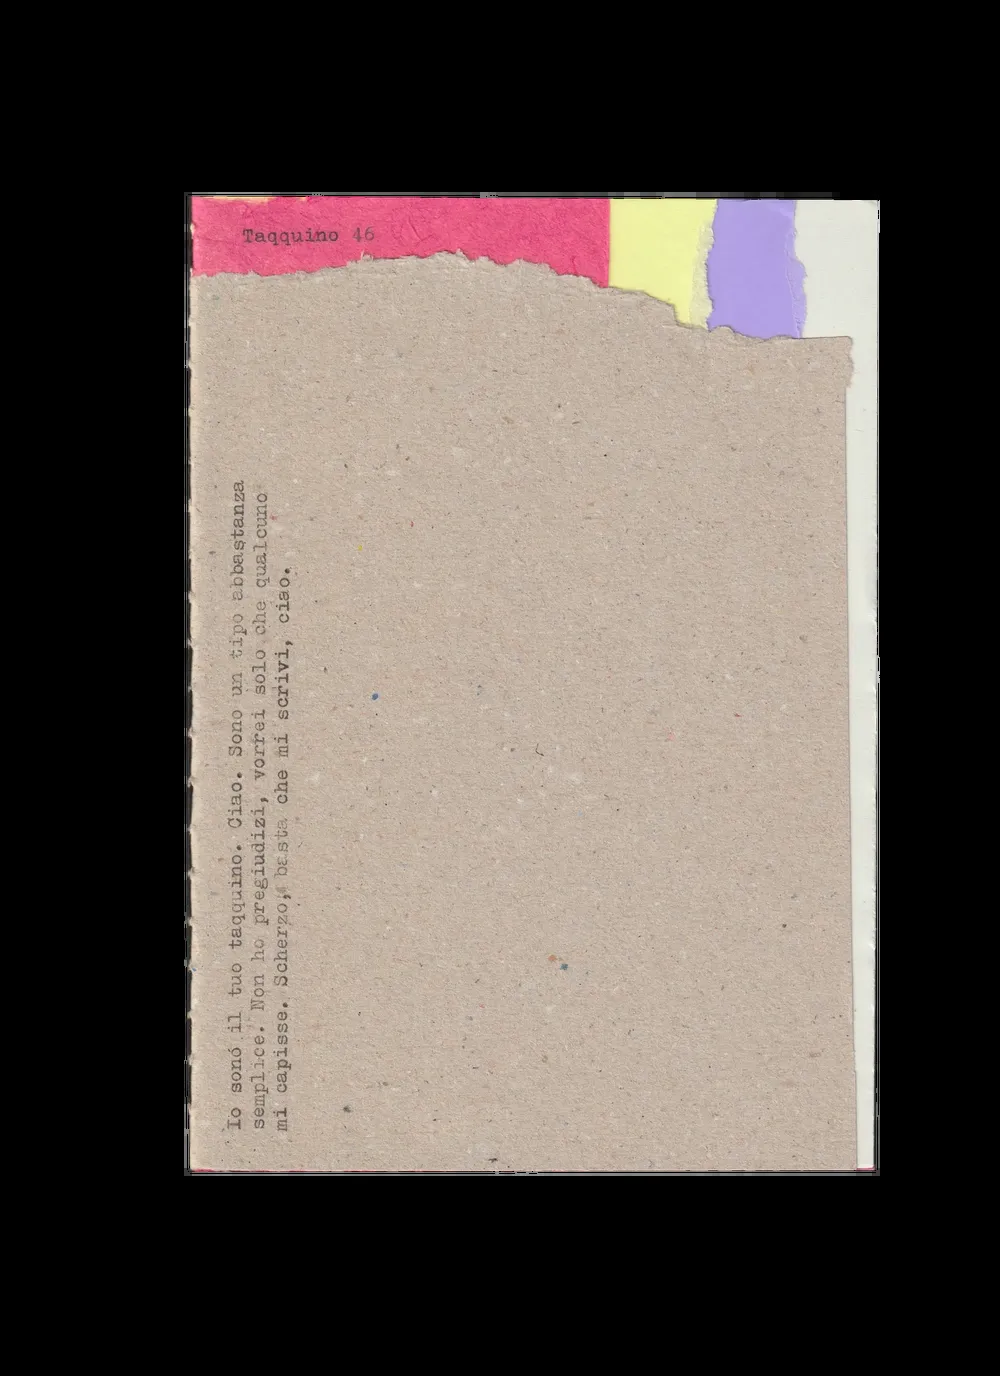 Taqquino 46
Io sono il tuo taqquino. Ciao. Sono un tipo abbastanza
semplice. Non ho pregiudizi, vorrei solo che qualcuno
mi capisse. Scherzo, basta che mi scrivi, ciao.